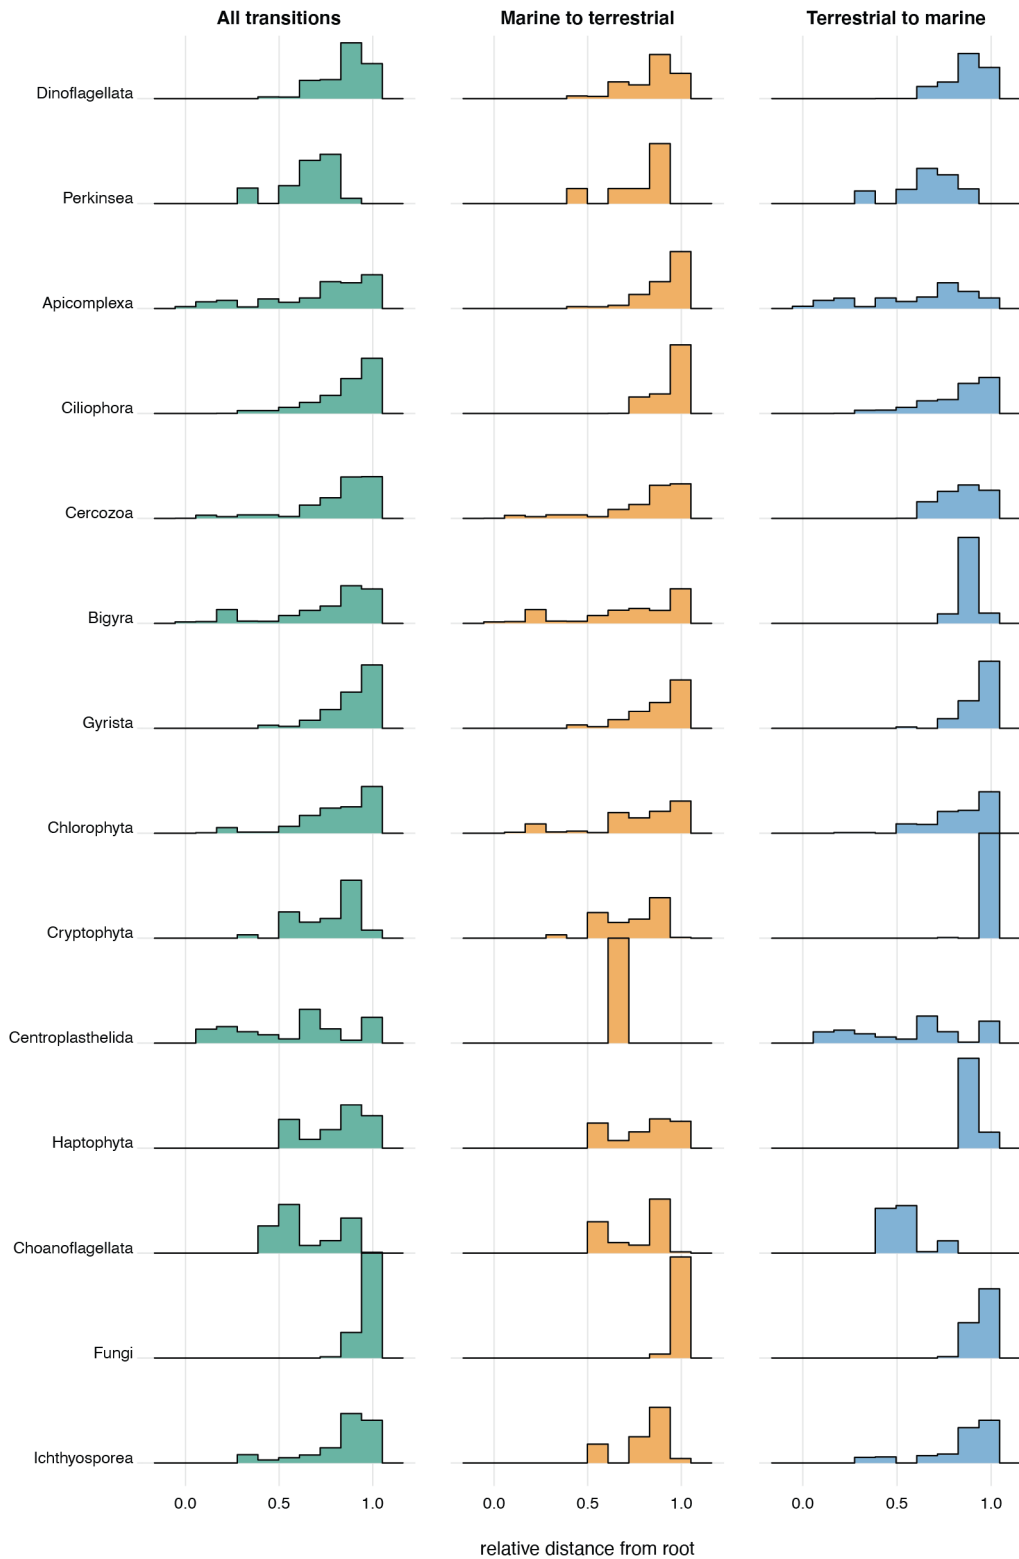 All transitions Marine to terrestrial Terrestrial to marine
Dinoflagellata
Perkinsea
Apicomplexa
Ciliophora
Cercozoa
Bigyra
Gyrista
Chlorophyta
Cryptophyta
Centroplasthelida
Haptophyta
Choanoflagellata
Fungi
Ichthyosporea
0.0 0.5 1.0 0.0 0.5 1.0 0.0 0.5 1.0
relative distance from root